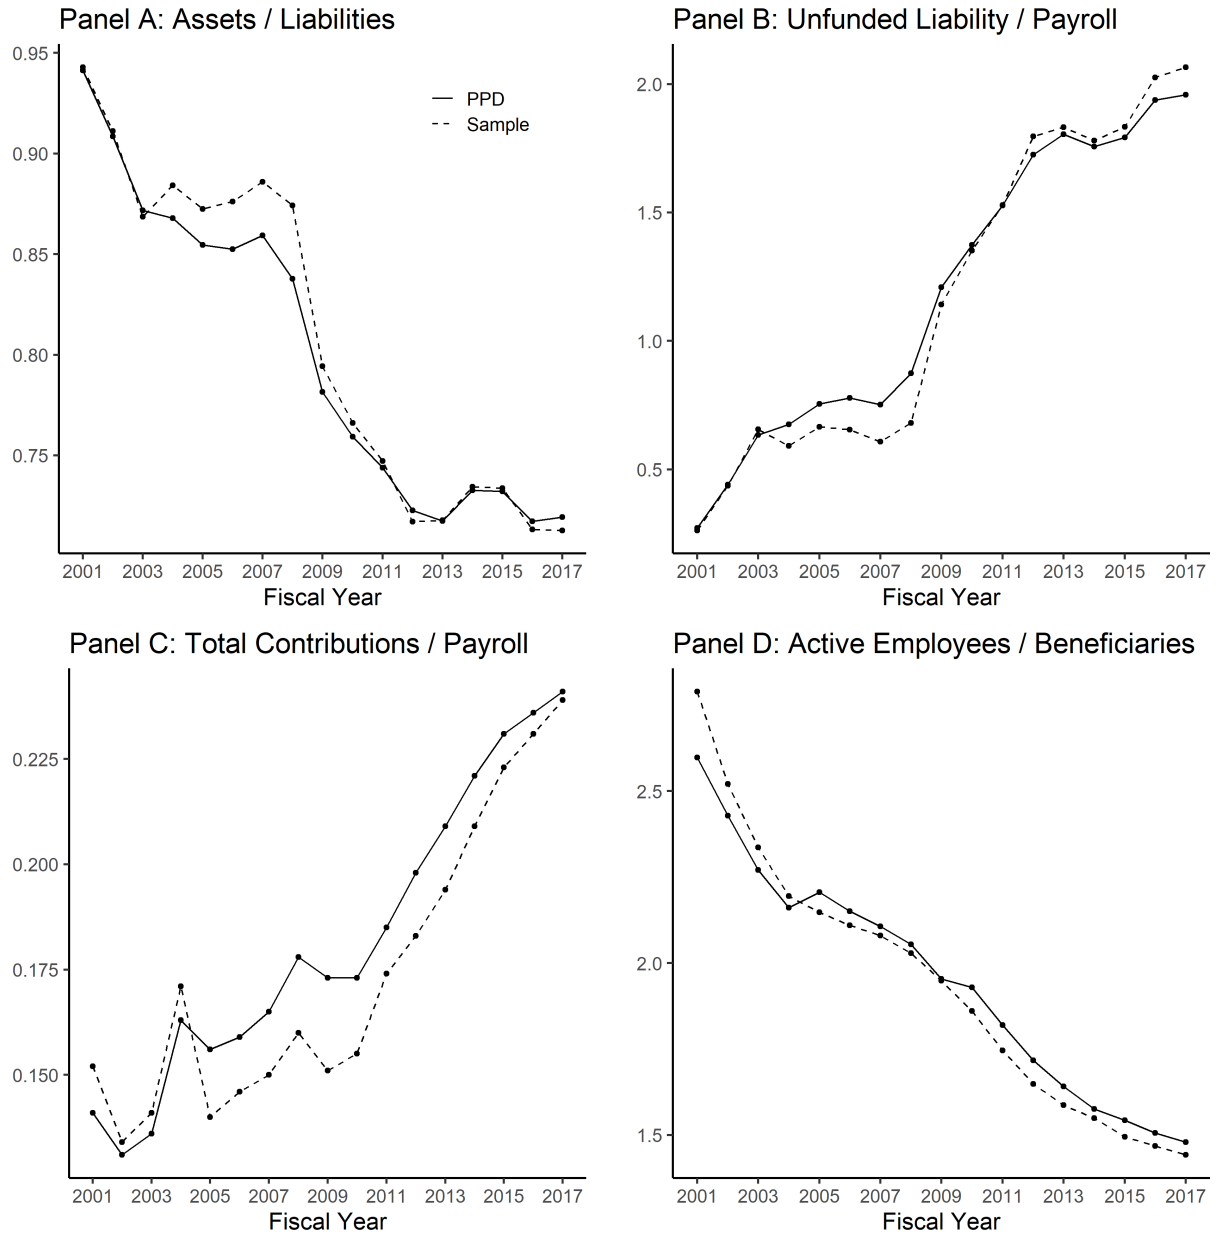 Panel A: Assets / Liabilities
0.95
0.90
0.85
0.80
0.75
PPD
Sample
2001 2003 2005 2007 2009 2011 2013 2015 2017
Fiscal Year
Panel B: Unfunded Liability / Payroll
2.0
1.5
1.0
0.5
2001 2003 2005 2007 2009 2011 2013 2015 2017
Fiscal Year
Panel C: Total Contributions / Payroll
0.225
0.200
0.175
0.150
2001 2003 2005 2007 2009 2011 2013 2015 2017
Fiscal Year
Panel D: Active Employees / Beneficiaries
2.5
2.0
1.5
2001 2003 2005 2007 2009 2011 2013 2015 2017
Fiscal Year